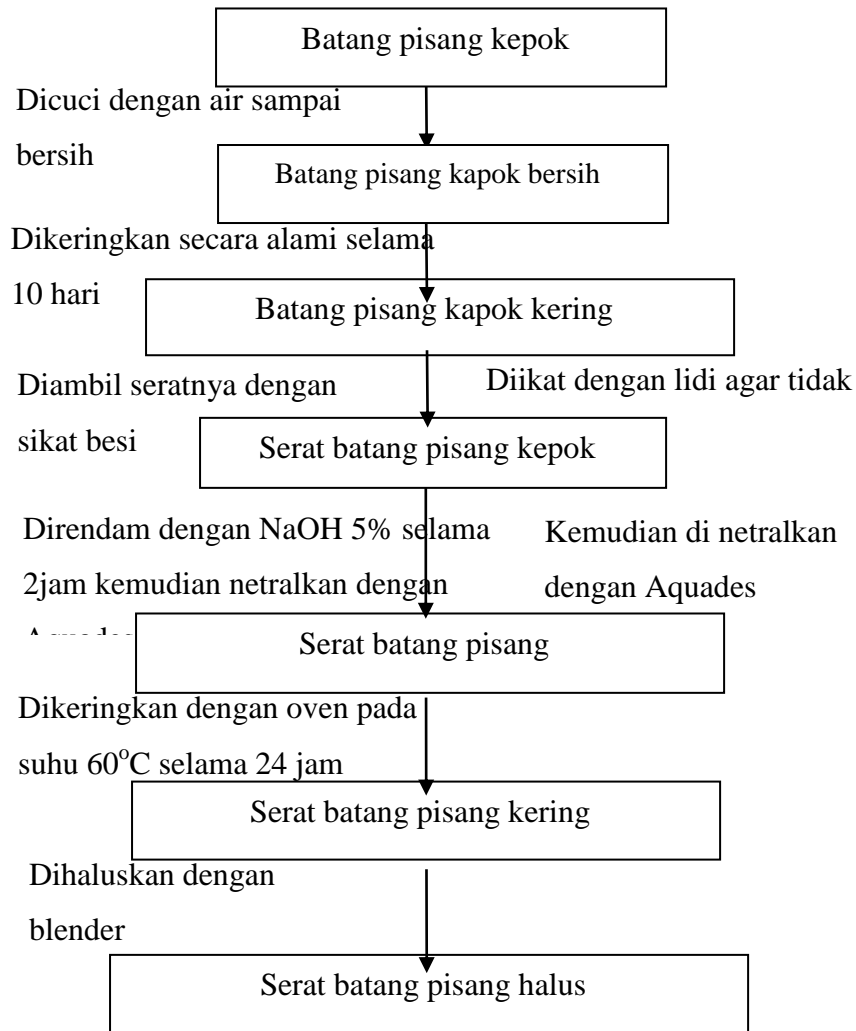 Batang pisang kepok
Dicuci dengan air sampai
bersih
Batang pisang kapok bersih
Dikeringkan secara alami selama
10 hari
Batang pisang kapok kering
Diambil seratnya dengan
sikat besi
Diikat dengan lidi agar tidak
Serat batang pisang kepok
Direndam dengan NaOH 5% selama
2jam kemudian netralkan dengan
Kemudian di netralkan
dengan Aquades
Serat batang pisang
Dikeringkan dengan oven pada
suhu 60°C selama 24 jam
Serat batang pisang kering
Dihaluskan dengan
blender
Serat batang pisang halus